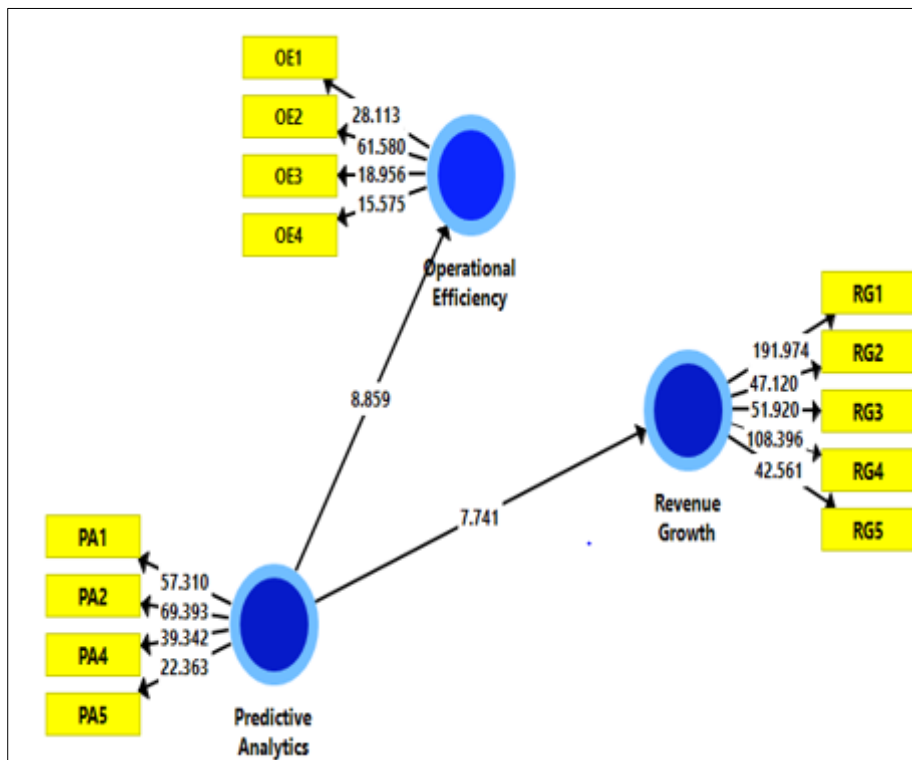 OE1
OE2
OE3
OE4
28.113
61.580
18.956
15.575
Operational
Efficiency
8.859
RG1
RG2
RG3
RG4
RG5
191.974
47.120
51.920
108.396
42.561
Revenue
Growth
7.741
PA1
PA2
PA4
PA5
57.310
69.393
39.342
22.363
Predictive
Analytics